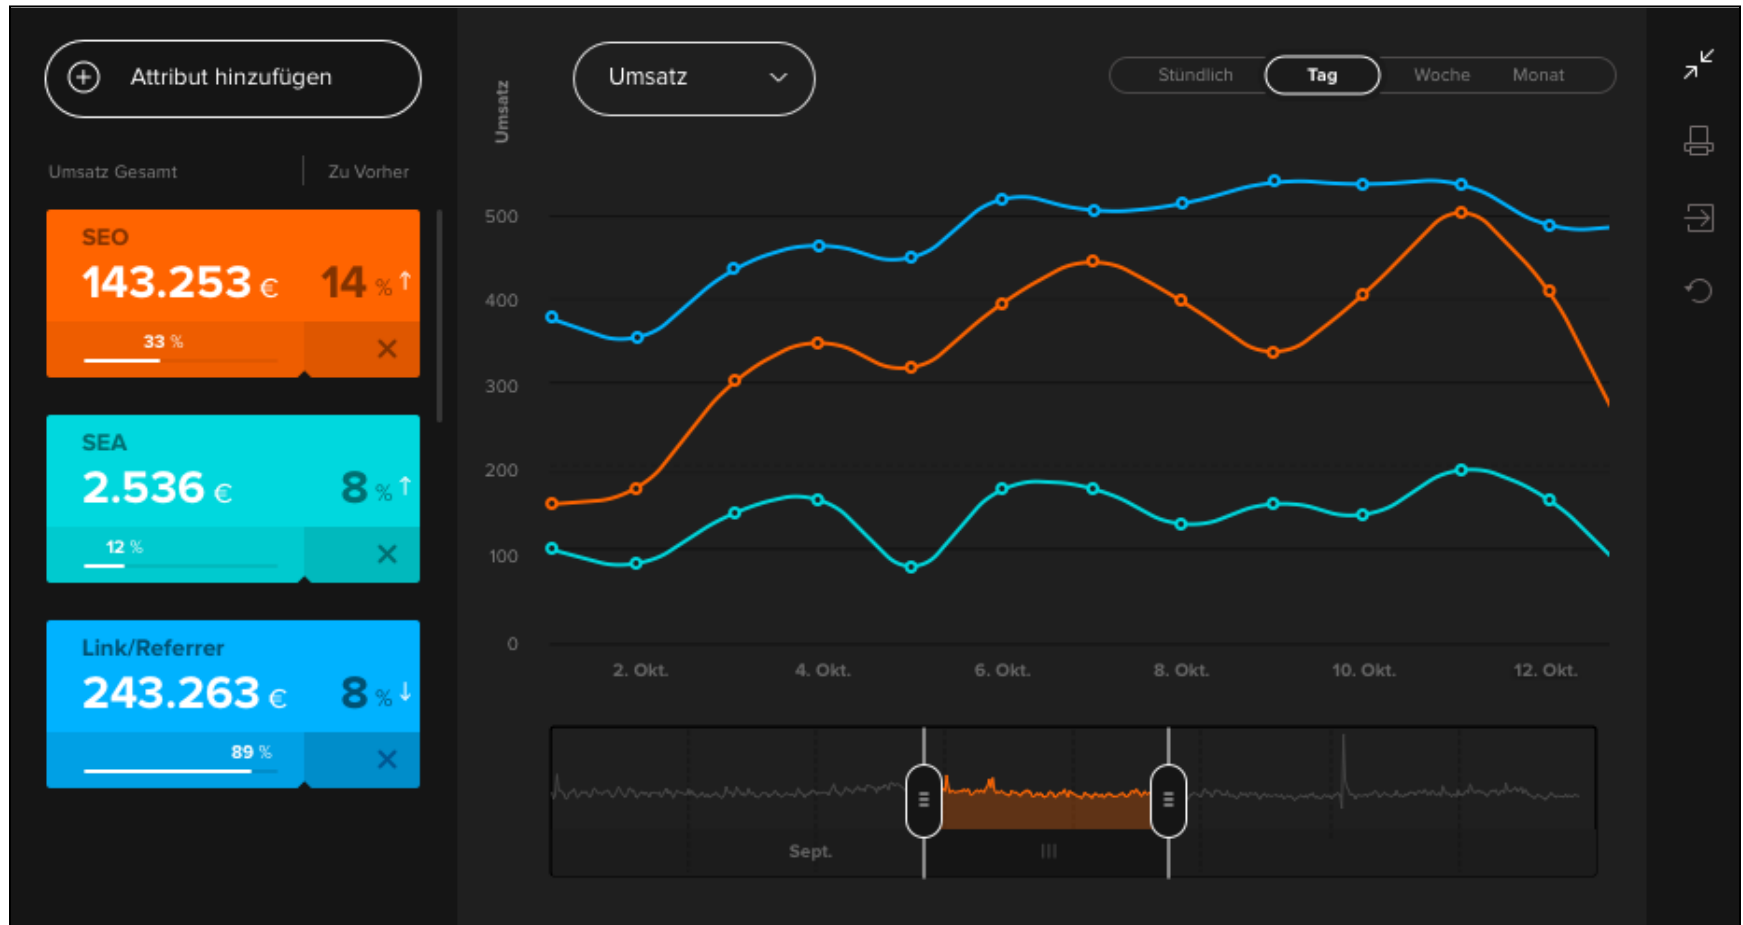 Attribut hinzufügen
Umsatz Gesamt
Zu Vorher
SEO
143.253 €
14 % ↑
33 %
SEA
2.536 €
8 % ↑
12 %
Link/Referrer
243.263 €
8 % ↓
89 %
Umsatz
Umsatz
Stündlich
Tag
Woche
Monat
500
400
300
200
100
0
2. Okt.
4. Okt.
6. Okt.
8. Okt.
10. Okt.
12. Okt.
Sept.